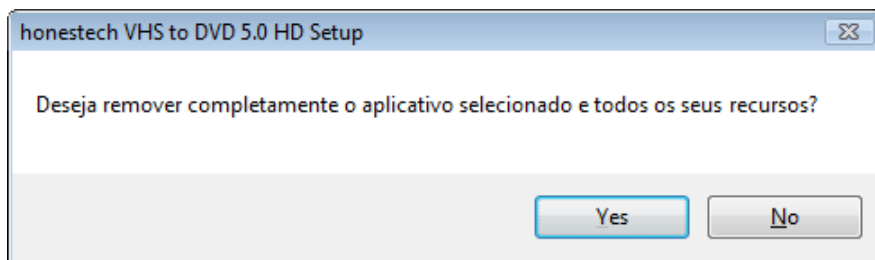 honestech VHS to DVD 5.0 HD Setup
Deseja remover completamente o aplicativo selecionado e todos os seus recursos?
Yes
No